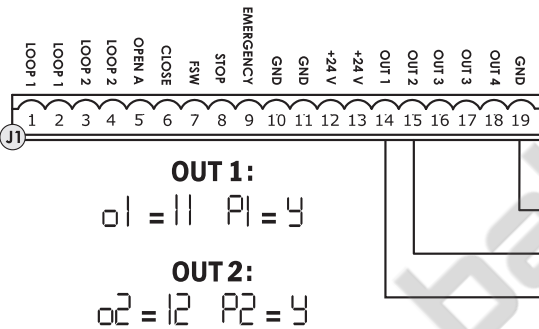 LOOP 1 LOOP 1 LOOP 2 LOOP 2 OPEN A CLOSE FSW STOP EMERGENCY GND GND +24 V +24 V OUT 1 OUT 2 OUT 3 OUT 3 OUT 4 GND
1 2 3 4 5 6 7 8 9 10 11 12 13 14 15 16 17 18 19
J1
OUT 1:
o1 = 11 P1 = y
OUT 2:
o2 = 12 P2 = y